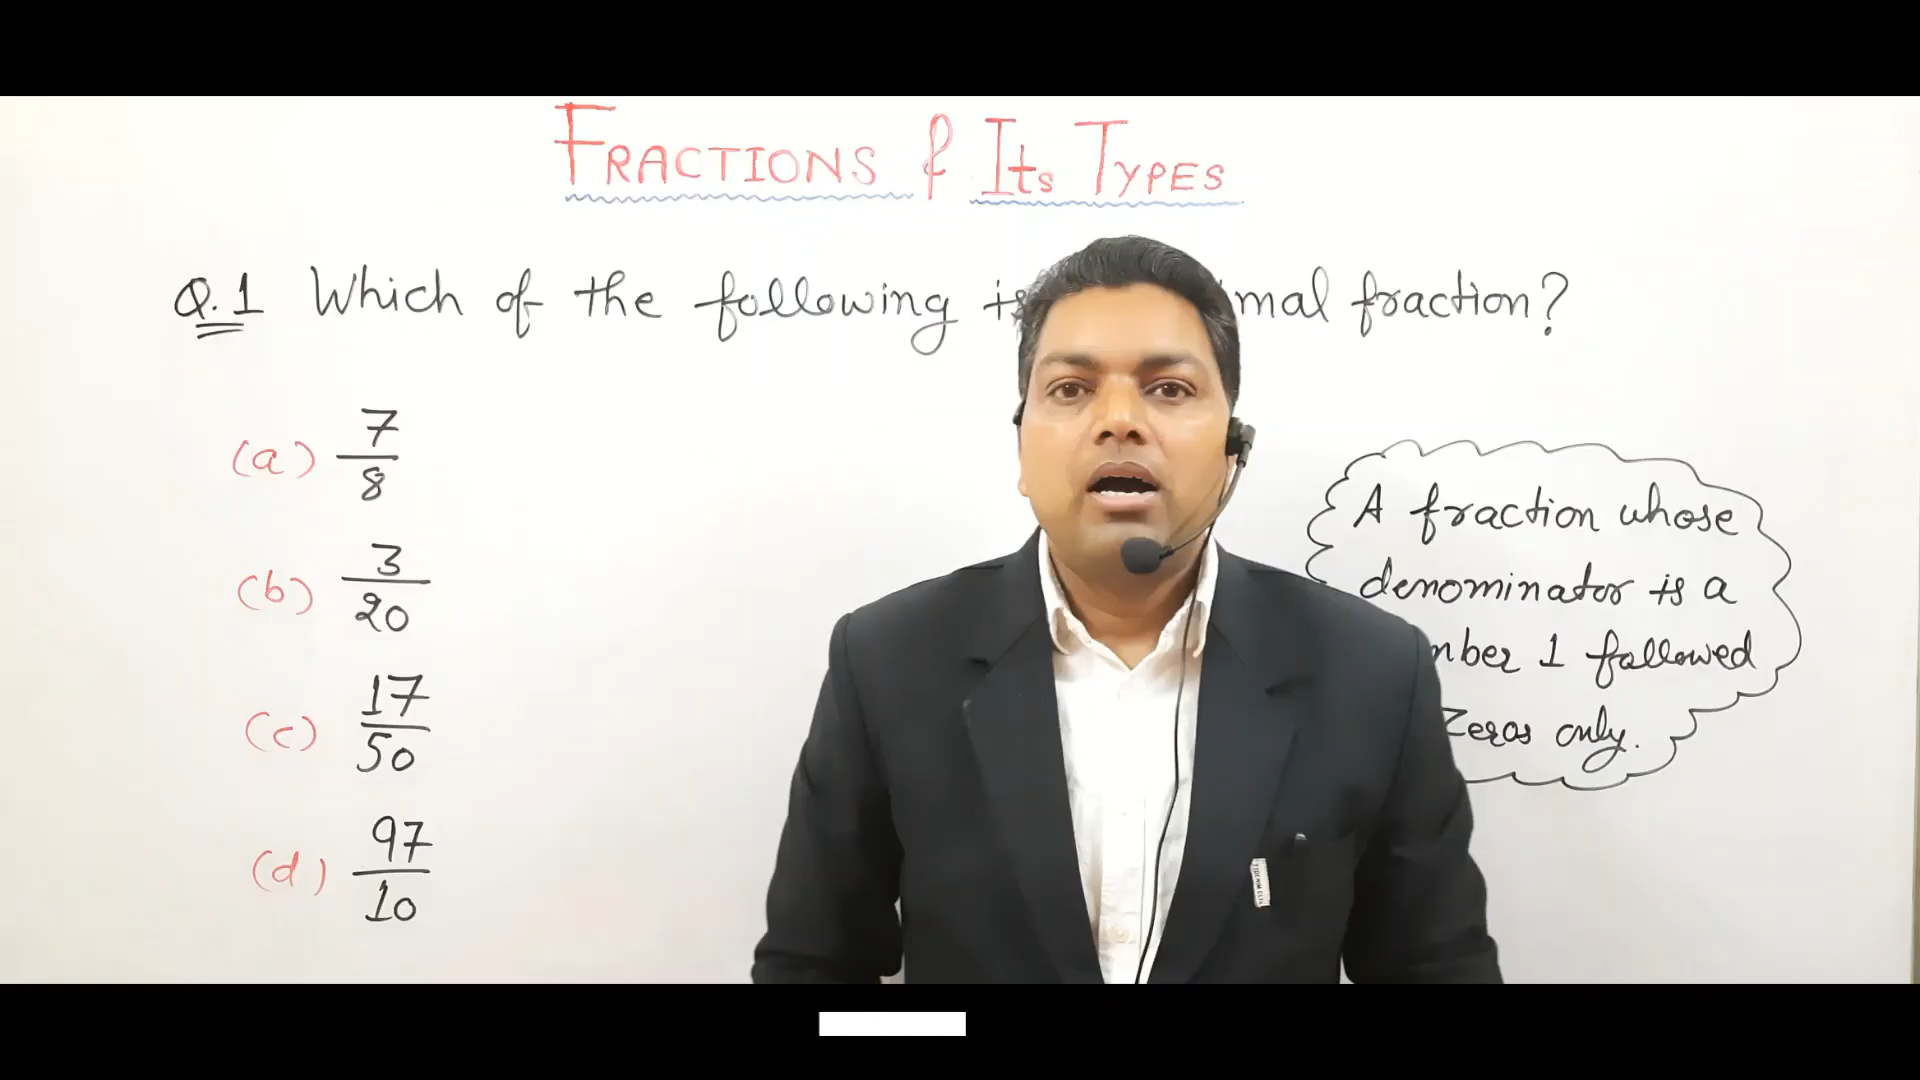 FRACTIONS & Its TYPES
Q.1 Which of the following is mal fraction?
(a) 7/8
(b) 3/20
(c) 17/50
(d) 97/10
A fraction whose
denominator is a
mber 1 followed
Zeros only.